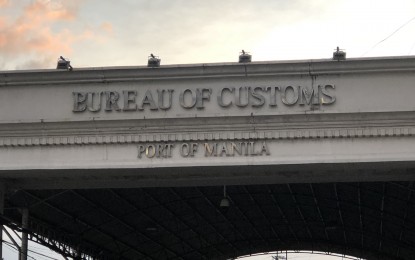 BUREAU OF CUSTOMS
PORT OF MANILA